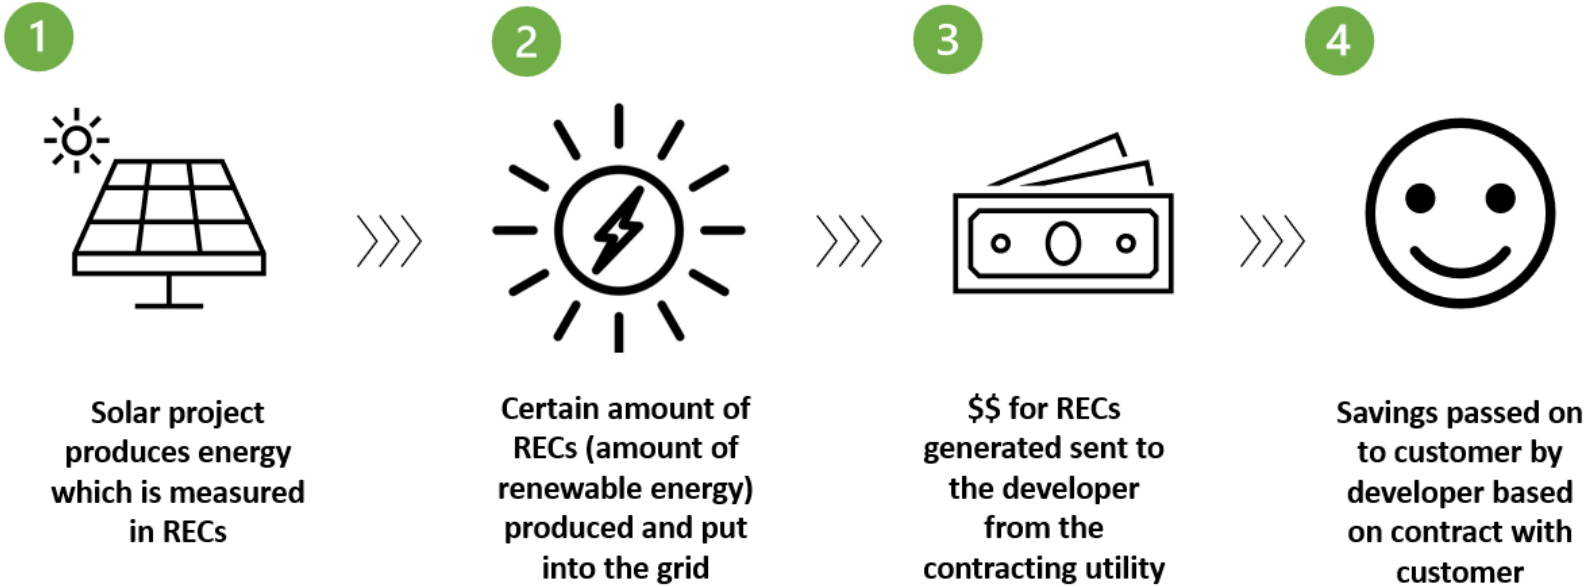 1
Solar project
produces energy
which is measured
in RECs
2
Certain amount of
RECs (amount of
renewable energy)
produced and put
into the grid
3
$$ for RECs
generated sent to
the developer
from the
contracting utility
4
Savings passed on
to customer by
developer based
on contract with
customer